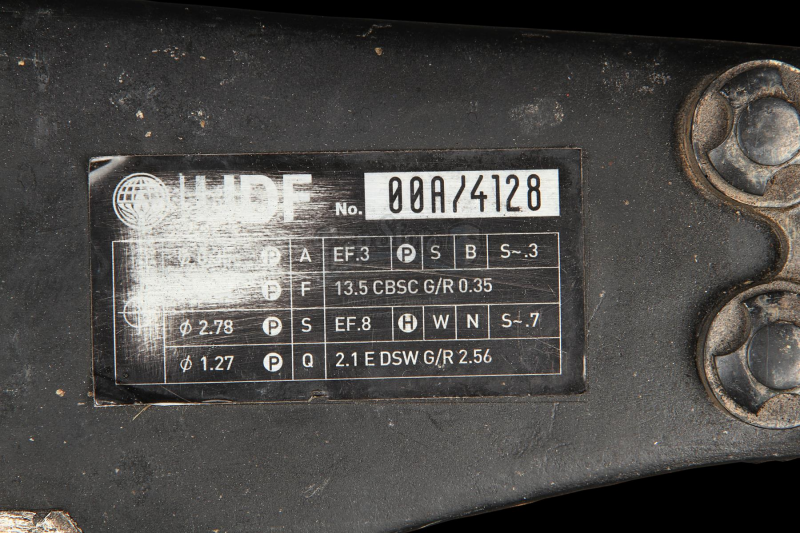 No. 00A/4128
P A EF.3 P S B S~.3
P F 13.5 CBSC G/R 0.35
ϕ 2.78 P S EF.8 H W N S~.7
ϕ 1.27 P Q 2.1 E DSW G/R 2.56